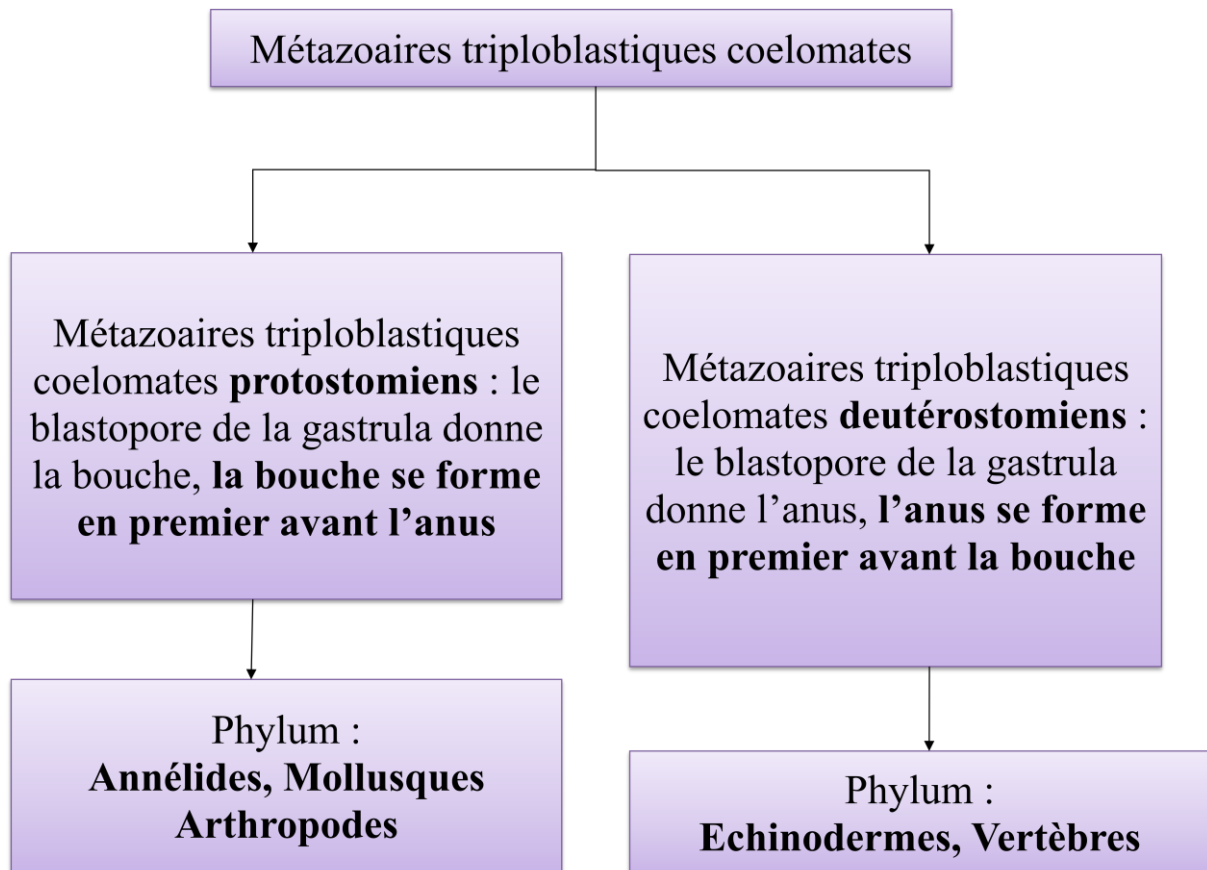 Métazoaires triploblastiques coelomates
Métazoaires triploblastiques
coelomates protostomiens : le
blastopore de la gastrula donne
la bouche, la bouche se forme
en premier avant l’anus
Métazoaires triploblastiques
coelomates deutérostomiens :
le blastopore de la gastrula
donne l’anus, l’anus se forme
en premier avant la bouche
Phylum :
Annélides, Mollusques
Arthropodes
Phylum :
Echinodermes, Vertèbres